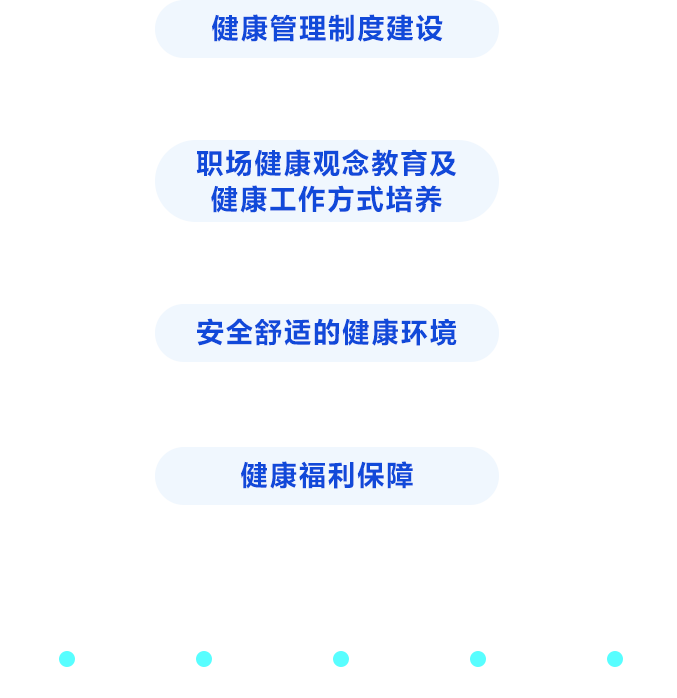 健康管理制度建设
职场健康观念教育及
健康工作方式培养
安全舒适的健康环境
健康福利保障